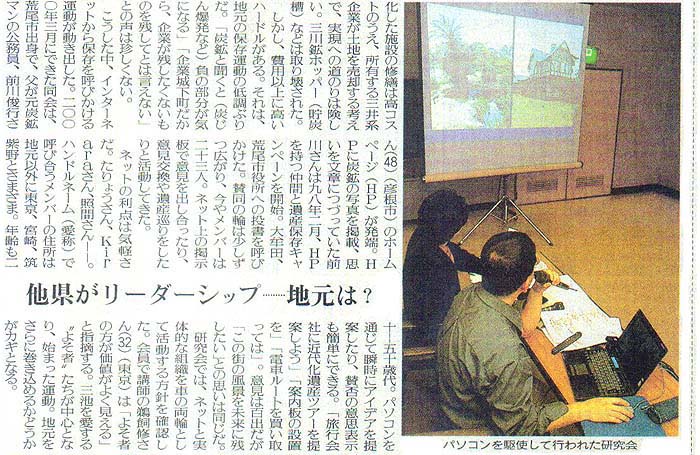 化した施設の修繕は高コス
トのうえ、所有する三井系
企業が土地を売却する考え
で、実現への道のりは険し
い。三川鉱ホッパー（貯炭
槽）などは取り壊された。
しかし、費用以上に高い
ハードルがある。それは、
地元の保存運動の低調ぶり
だ。「炭鉱と聞くと（炭じ
ん爆発など）負の部分が気
になる」「企業城下町だか
ら、企業が残したくないも
のを残してとは言えない」
との声は珍しくない。
こうした中、インターネ
ットから保存を呼びかける
運動が動き出した。二〇〇
〇年三月にできた同会は、
荒尾市出身で、父が元炭鉱
マンの公務員、前川俊行さ
ん（48）（彦根市）のホーム
ページ（HP）が発端。H
Pに炭鉱の写真を掲載、思
いを文章につづっていた前
川さんは九八年二月、HP
を持つ仲間と遺産保存キャ
ンペーンを開始。大牟田、
荒尾市役所への投書を呼び
かけた。賛同の輪は少しず
つ広がり、今やメンバーは
二十三人。ネット上の掲示
板で意見を出し合ったり、
意見交換や遺産巡りをした
りと活動してきた。
ネットの利点は気軽さ
だ。たりょうさん、Kir
araさん、照間さん――。
ハンドルネーム（愛称）で
呼び合うメンバーの住所は
地元以外に東京、宮崎、筑
紫野とさまざま。年齢も二
他県がリーダーシップ……地元は？
十―五十歳代。パソコンを
通じて瞬時にアイデアを提
案したり、賛否の意思表示
も簡単にできる。「旅行会
社に近代化遺産ツアーを提
案しよう」「案内板の設置
を」「電車ルートを買い取
っては」。意見は百出だが
「この街の風景を未来に残
したい」との思いは同じだ。
研究会では、ネットと実
体的な組織を車の両輪とし
て活動する方針を確認し
た。会員で講師の鵜飼修さ
ん（32）（東京）は「よそ者
の方が価値がよく見える」
と指摘する。三池を愛する
〝よそ者〟たちが中心とな
り、始まった運動。地元を
さらに巻き込めるかどうか
がカギとなる。
パソコンを駆使して行われた研究会